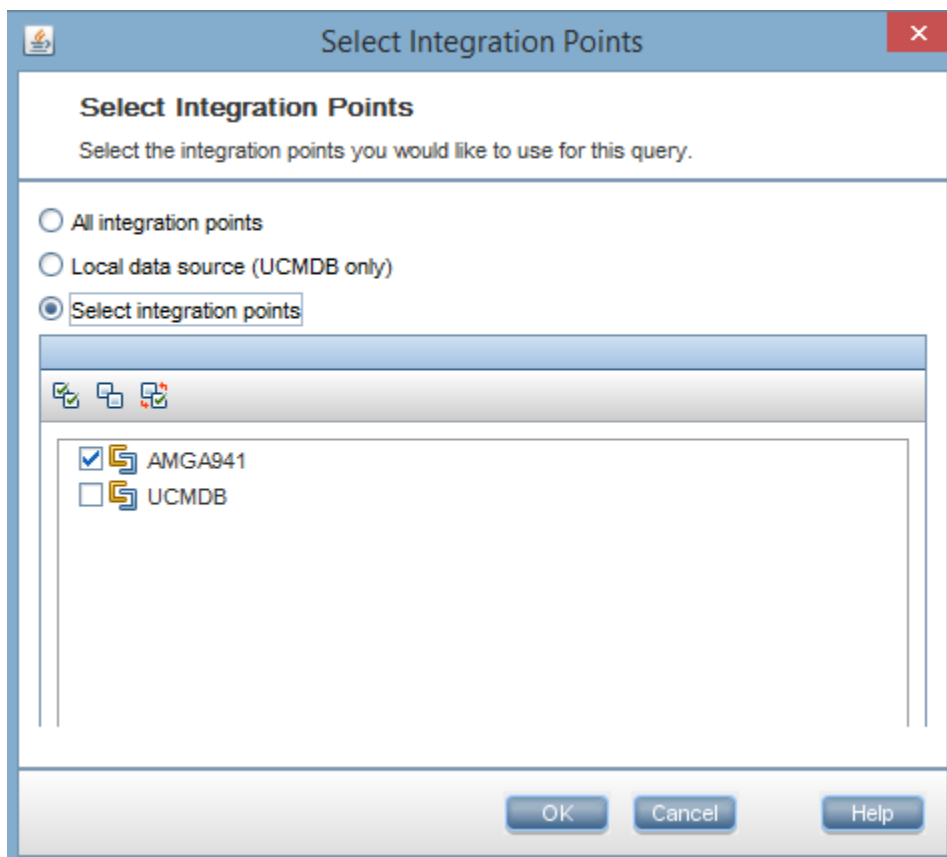 Select Integration Points
Select Integration Points
Select the integration points you would like to use for this query.
All integration points
Local data source (UCMDB only)
Select integration points
AMGA941
UCMDB
OK Cancel Help